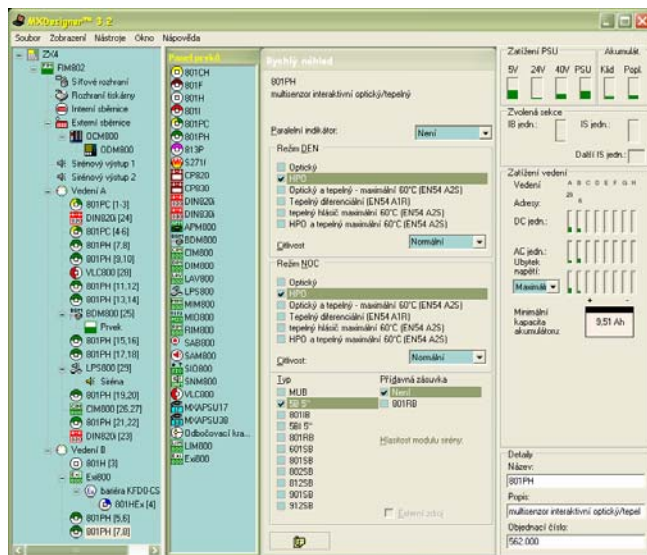 MXDesigner™ 3.2
Soubor Zobrazení Nástroje Okno Nápověda
ZX4
FIM802
Síťové rozhraní
Rozhraní tiskárny
Interní sběrnice
Externí sběrnice
OCM800
ODM800
Sirénový výstup 1
Sirénový výstup 2
Vedení A
801PC [1-3]
DIN820i [24]
801PC [4-6]
801PH [7,8]
801PH [9,10]
VLC800 [28]
801PH [11,12]
801PH [13,14]
BDM800 [25]
Prvek
801PH [15,16]
801PH [17,18]
LPS800 [29]
Siréna
801PH [19,20]
CIM800 [26,27]
801PH [21,22]
DIN820i [23]
Vedení B
801H [3]
Exi800
bariéra KFD0-CS
801HEx [4]
801PH [5,6]
801PH [7,8]
Panel prvků
801CH
801F
801H
801I
801PC
801PH
813P
S271I
CP820
CP830
DIN820i
DIN830i
APM800
BDM800
CIM800
DIM800
LAV800
LPS800
MIM800
MIO800
RIM800
SAB800
SAM800
SIO800
SNM800
VLC800
MXAPSU17
MXAPSU38
Odbočovací kra...
LIM800
Exi800
Rychlý náhled
801PH
multisenzor interaktivní optický/tepelný
Paralelní indikátor: Není
Režim DEN
Optický
HPO
Optický a tepelný - maximální 60°C (EN54 A2S)
Tepelný diferenciální (EN54 A1R)
tepelný hlásič maximální 60°C (EN54 A2S)
HPO a tepelný maximální 60°C (EN54 A2S)
Citlivost Normální
Režim NOC
Optický
HPO
Optický a tepelný - maximální 60°C (EN54 A2S)
Tepelný diferenciální (EN54 A1R)
tepelný hlásič maximální 60°C (EN54 A2S)
HPO a tepelný maximální 60°C (EN54 A2S)
Citlivost: Normální
Typ
MUB
5B 5"
801IB
5BI 5"
801RB
601SB
801SB
802SB
812SB
901SB
912SB
Přídavná zásuvka
Není
801RB
Hlasitost modulu sirény:
Externí zdroj
Zatížení PSU
5V 24V 40V PSU
Akumulát.
Klid Popl.
Zvolená sekce
IB jedn.: IS jedn.:
Další IS jedn.:
Zatížení vedení
Vedení A B C D E F G H
Adresy:
DC jedn.:
AC jedn.:
Úbytek napětí:
Maximáln
+ -
Minimální kapacita akumulátoru:
9,51 Ah
Detaily
Název:
801PH
Popis:
multisenzor interaktivní optický/tepel
Objednací číslo:
562.000